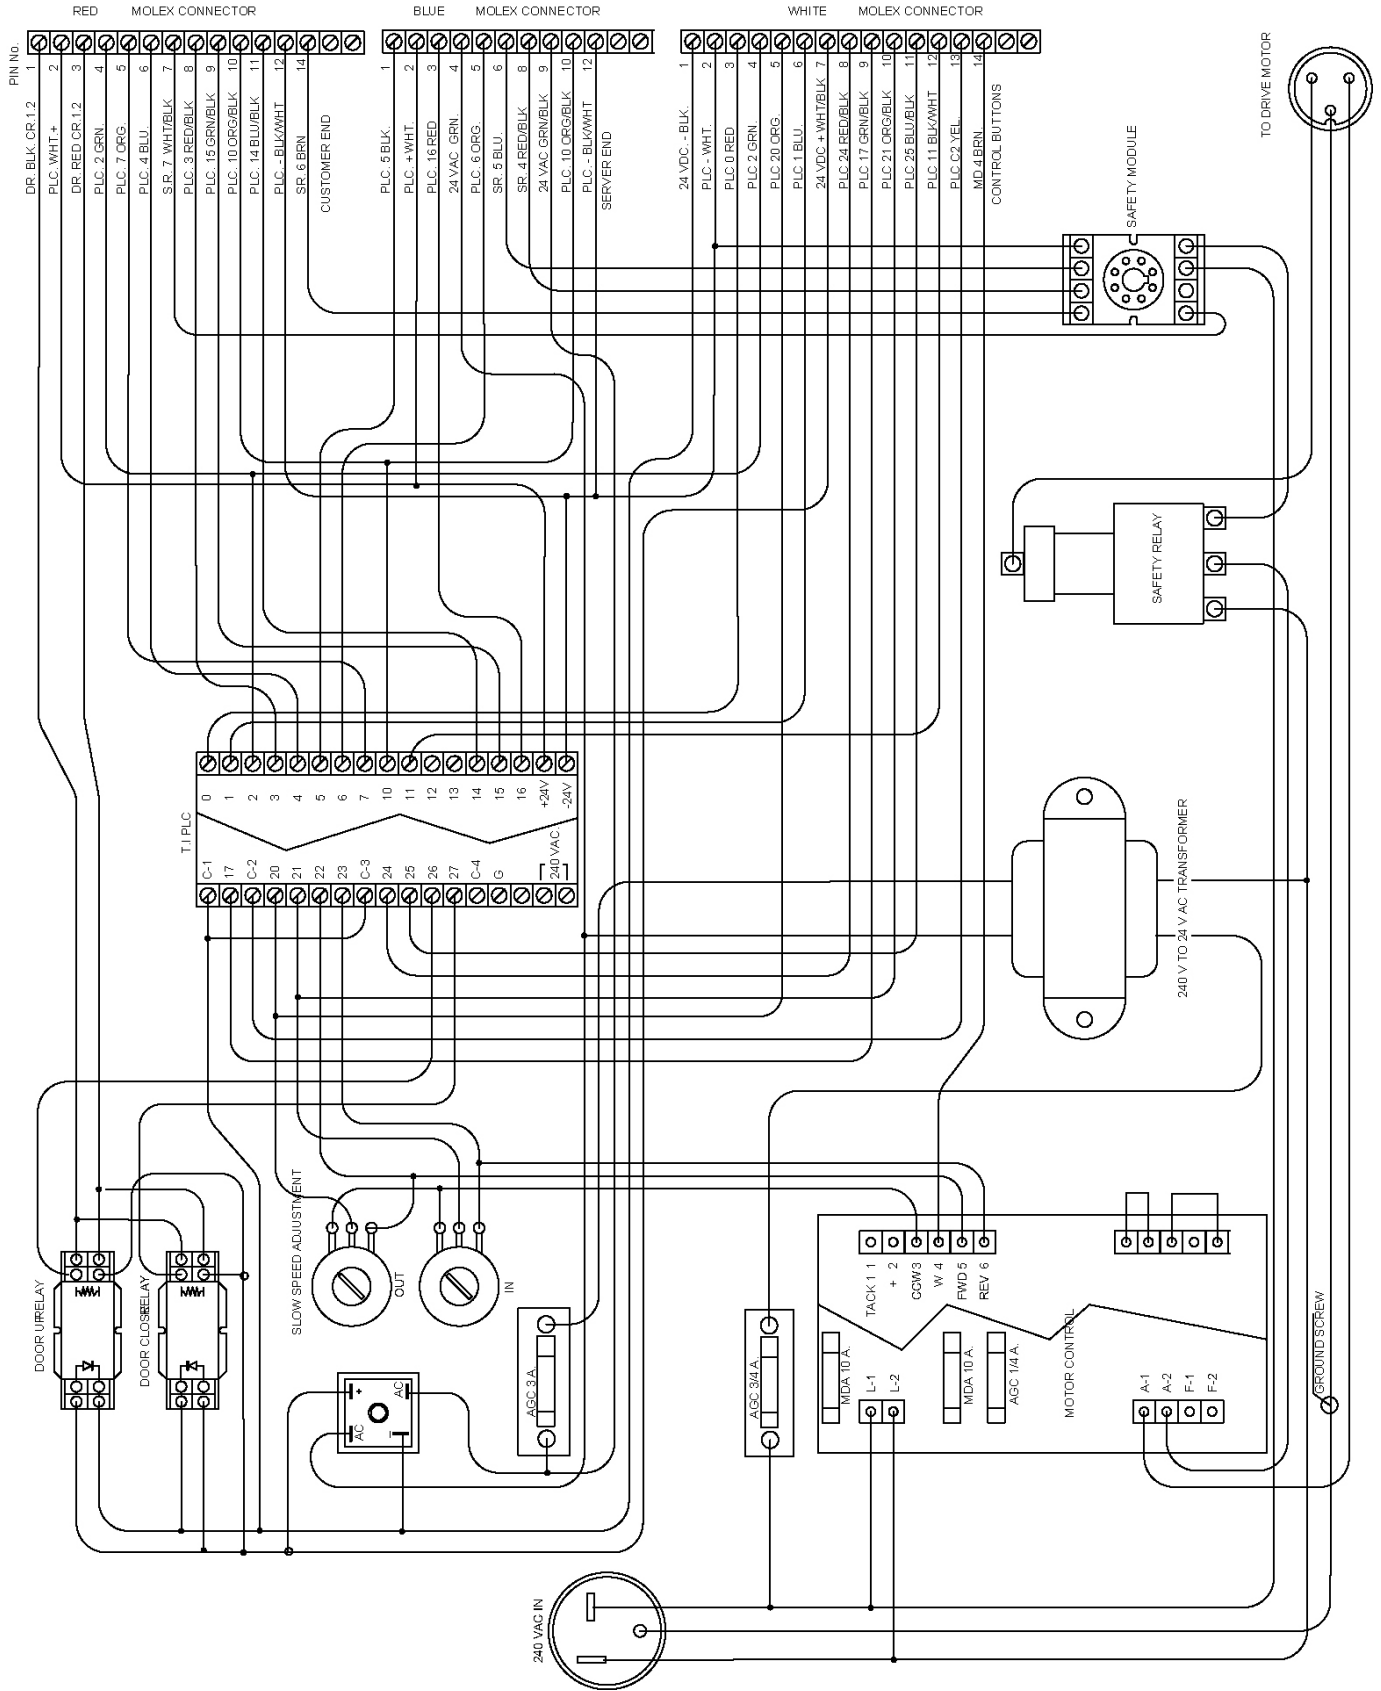 RED MOLEX CONNECTOR
BLUE MOLEX CONNECTOR
WHITE MOLEX CONNECTOR
PIN No.
1
2
3
4
5
6
7
8
9
10
11
12
14
DR. BLK. CR.1.2
PLC. WHT.+
DR. RED CR.1.2
PLC. 2 GRN.
PLC. 7 ORG.
PLC. 4 BLU.
S.R. 7 WHT/BLK
PLC. 3 RED/BLK
PLC. 15 GRN/BLK
PLC. 10 ORG/BLK
PLC. 14 BLU/BLK
PLC. - BLK/WHT
SR. 6 BRN
CUSTOMER END
1
2
3
4
5
6
8
9
10
12
PLC. 5 BLK.
PLC. + WHT.
PLC. 16 RED
24 VAC GRN.
PLC. 6 ORG.
SR. 5 BLU.
SR. 4 RED/BLK
24 VAC GRN/BLK
PLC. 10 ORG/BLK
PLC. - BLK/WHT
SERVER END
1
2
3
4
5
6
7
8
9
10
11
12
13
14
24 VDC. - BLK.
PLC - WHT.
PLC 0 RED
PLC 2 GRN.
PLC 20 ORG.
PLC 1 BLU.
24 VDC + WHT/BLK
PLC 24 RED/BLK
PLC 17 GRN/BLK
PLC 21 ORG/BLK
PLC 25 BLU/BLK
PLC 11 BLK/WHT
PLC C2 YEL.
MD 4 BRN.
CONTROL BUTTONS
TO DRIVE MOTOR
SAFETY MODULE
SAFETY RELAY
T.I PLC
0
1
2
3
4
5
6
7
10
11
12
13
14
15
16
+24V
-24V
C-1
17
C-2
20
21
22
23
C-3
24
25
26
27
C-4
G
240 VAC.
240 V TO 24 V AC TRANSFORMER
SLOW SPEED ADJUSTMENT
OUT
IN
DOOR UP RELAY
DOOR CLOSE RELAY
+
AC
AC
–
AGC 3 A.
AGC 3/4 A.
TACK 1 1
+ 2
CCW 3
W 4
FWD 5
REV 6
MDA 10 A.
L-1
L-2
MDA 10 A.
AGC 1/4 A.
MOTOR CONTROL
A-1
A-2
F-1
F-2
GROUND SCREW
240 VAC IN